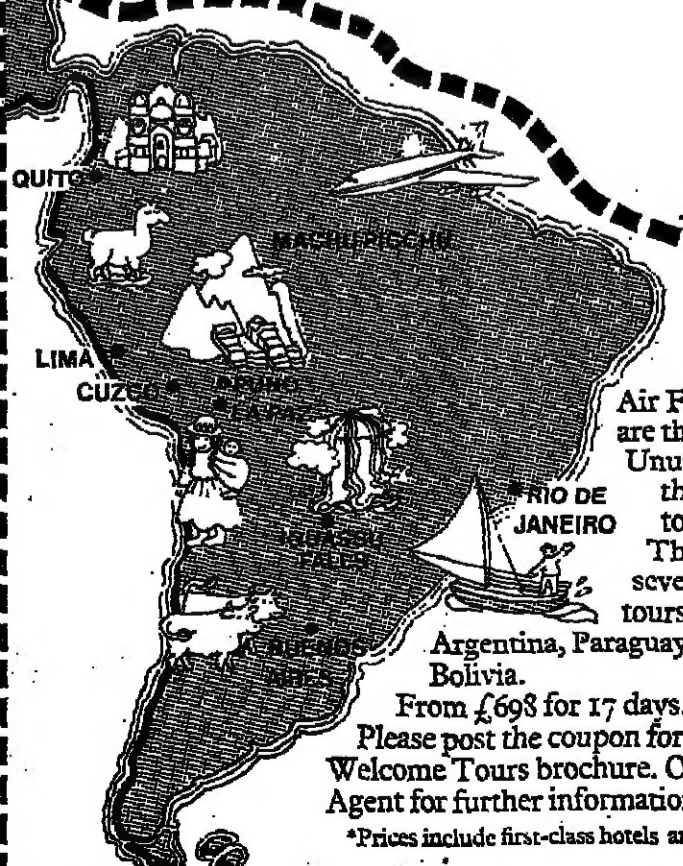 QUITO
MACHU PICCHU
LIMA
CUZCO
PUNO
LA PAZ
Air F
are th
Unu
RIO DE
th
JANEIRO
to
IGUASSU
FALLS
Th
seve
tours
BUENOS
AIRES
Argentina, Paraguay
Bolivia.
From £698 for 17 days.
Please post the coupon for
Welcome Tours brochure. O
Agent for further information
*Prices include first-class hotels an